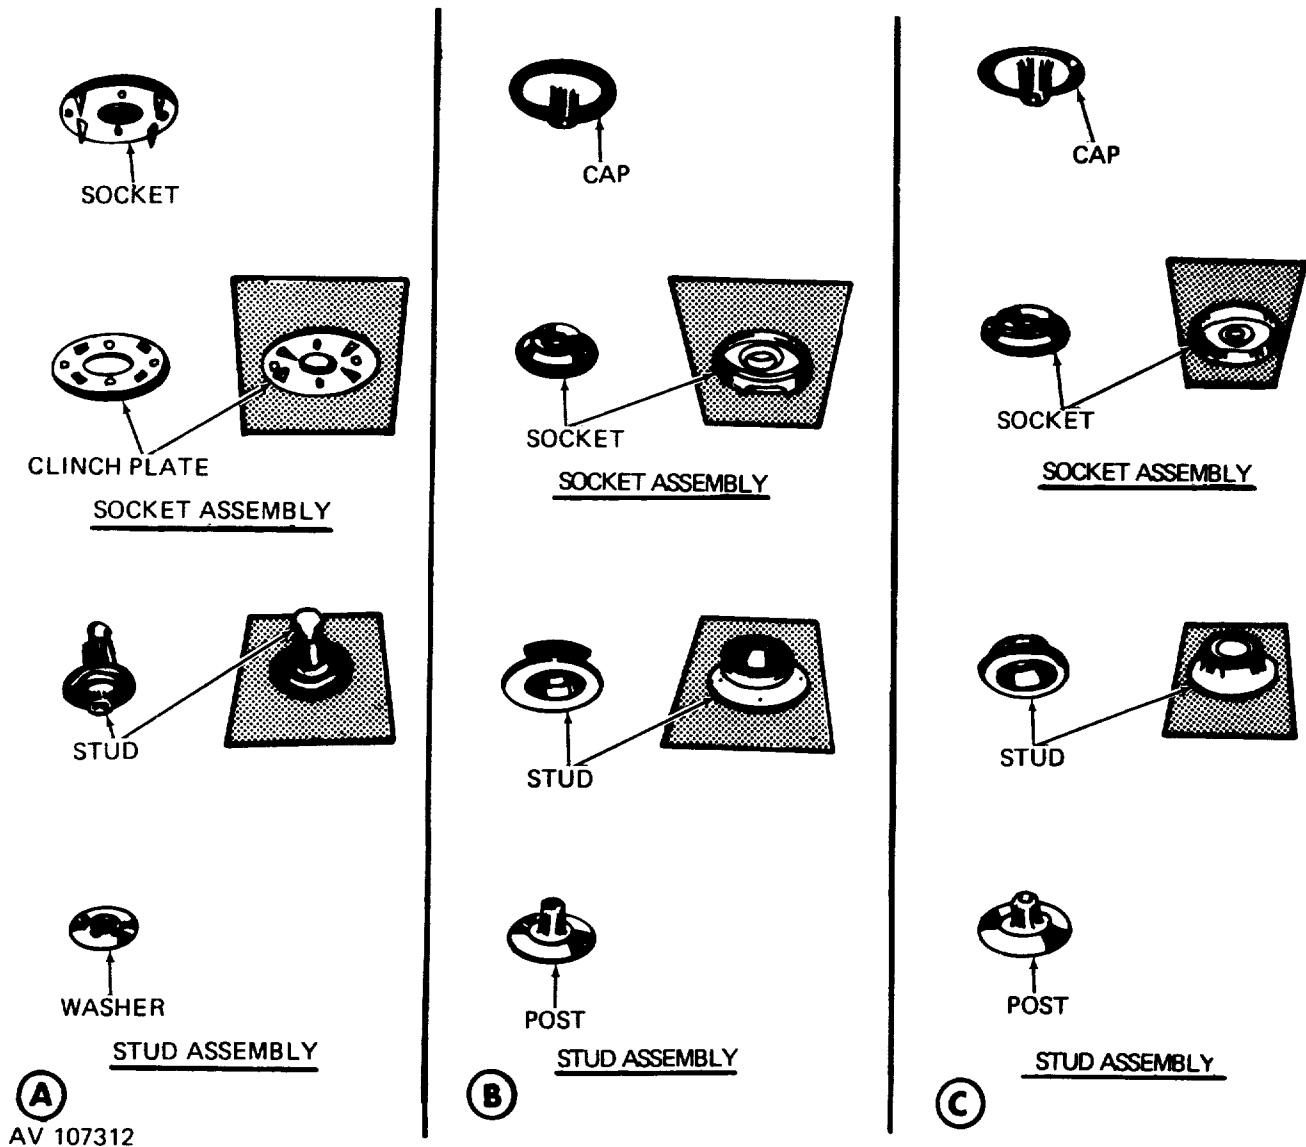 SOCKET
CLINCH PLATE
SOCKET ASSEMBLY
STUD
WASHER
STUD ASSEMBLY
A
AV 107312
CAP
SOCKET
SOCKET ASSEMBLY
STUD
POST
STUD ASSEMBLY
B
CAP
SOCKET
SOCKET ASSEMBLY
STUD
POST
STUD ASSEMBLY
C